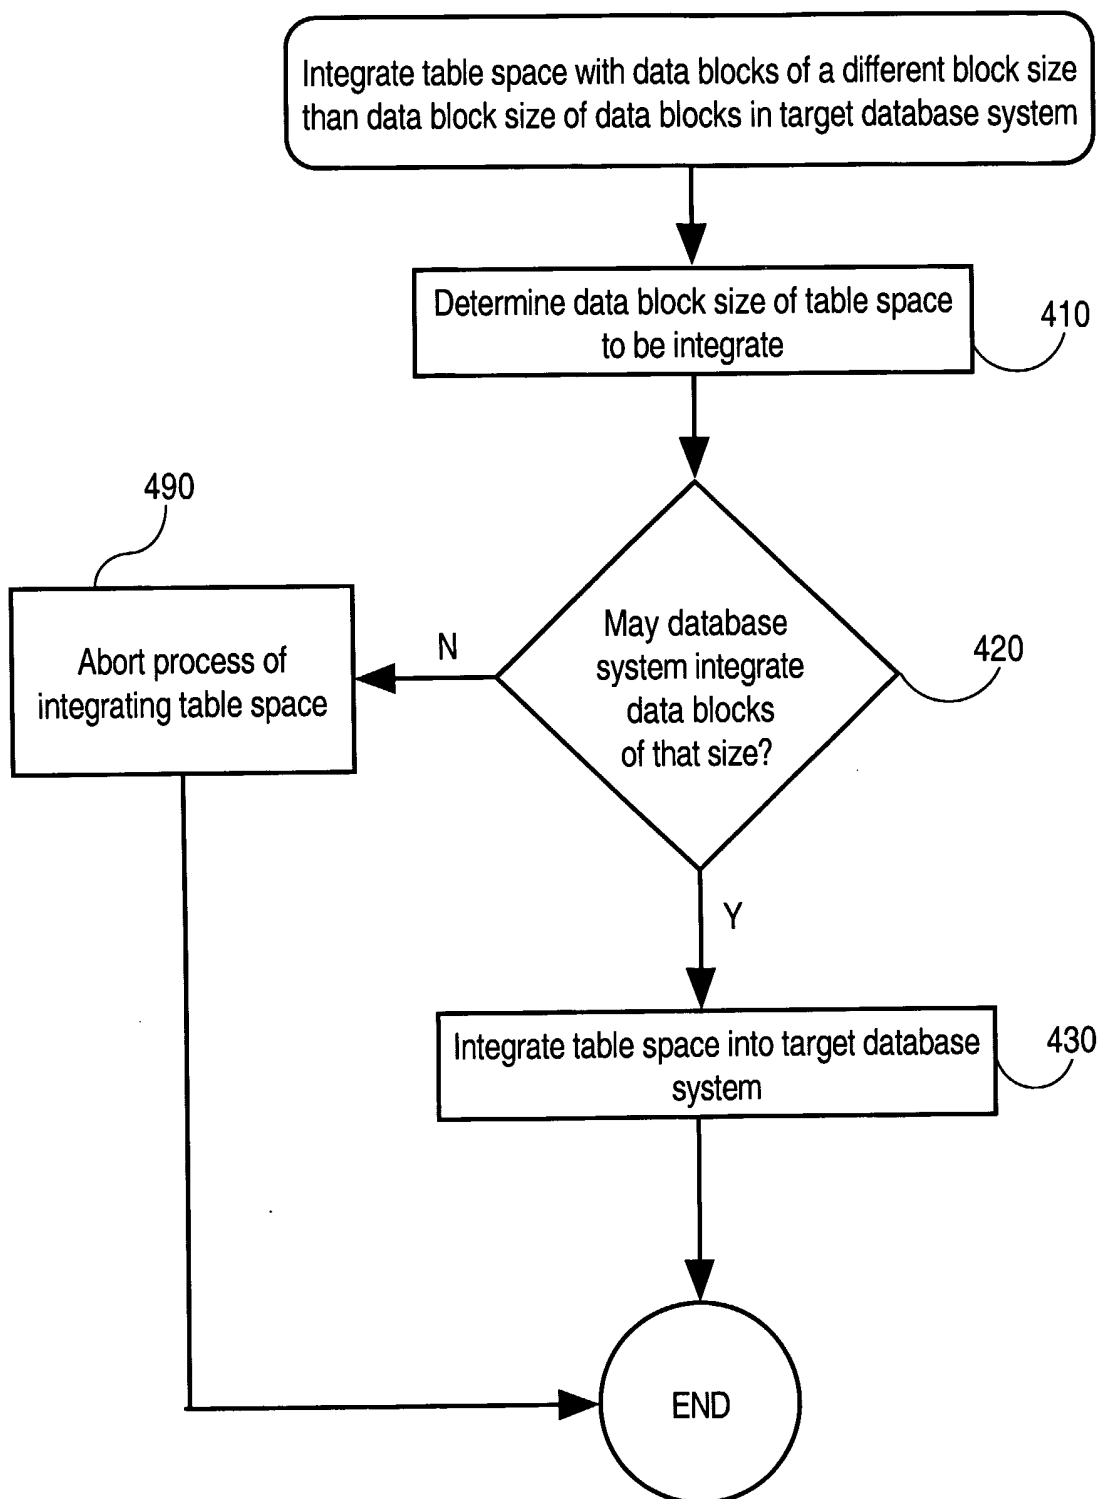 Integrate table space with data blocks of a different block size
than data block size of data blocks in target database system
Determine data block size of table space
to be integrate
410
490
May database
system integrate
data blocks
of that size?
420
N
Abort process of
integrating table space
Y
Integrate table space into target database
system
430
END